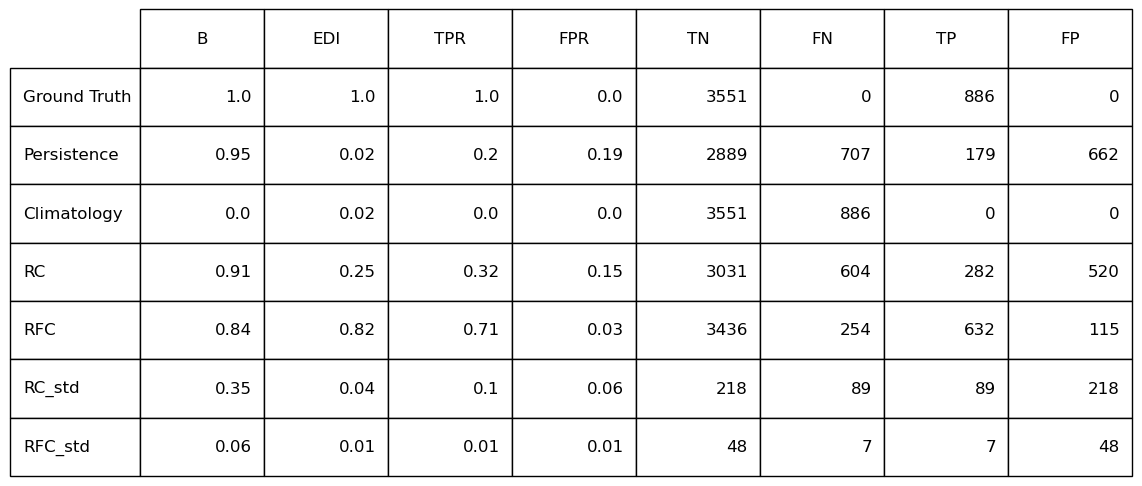 B EDI TPR FPR TN FN TP FP
Ground Truth 1.0 1.0 1.0 0.0 3551 0 886 0
Persistence 0.95 0.02 0.2 0.19 2889 707 179 662
Climatology 0.0 0.02 0.0 0.0 3551 886 0 0
RC 0.91 0.25 0.32 0.15 3031 604 282 520
RFC 0.84 0.82 0.71 0.03 3436 254 632 115
RC_std 0.35 0.04 0.1 0.06 218 89 89 218
RFC_std 0.06 0.01 0.01 0.01 48 7 7 48